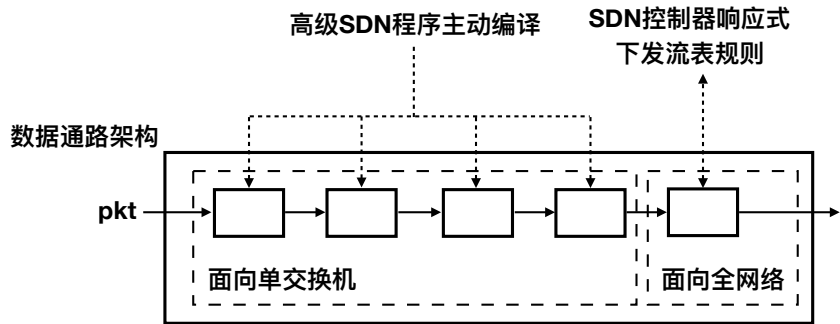 高级SDN程序主动编译
SDN控制器响应式
下发流表规则
数据通路架构
pkt
面向单交换机
面向全网络